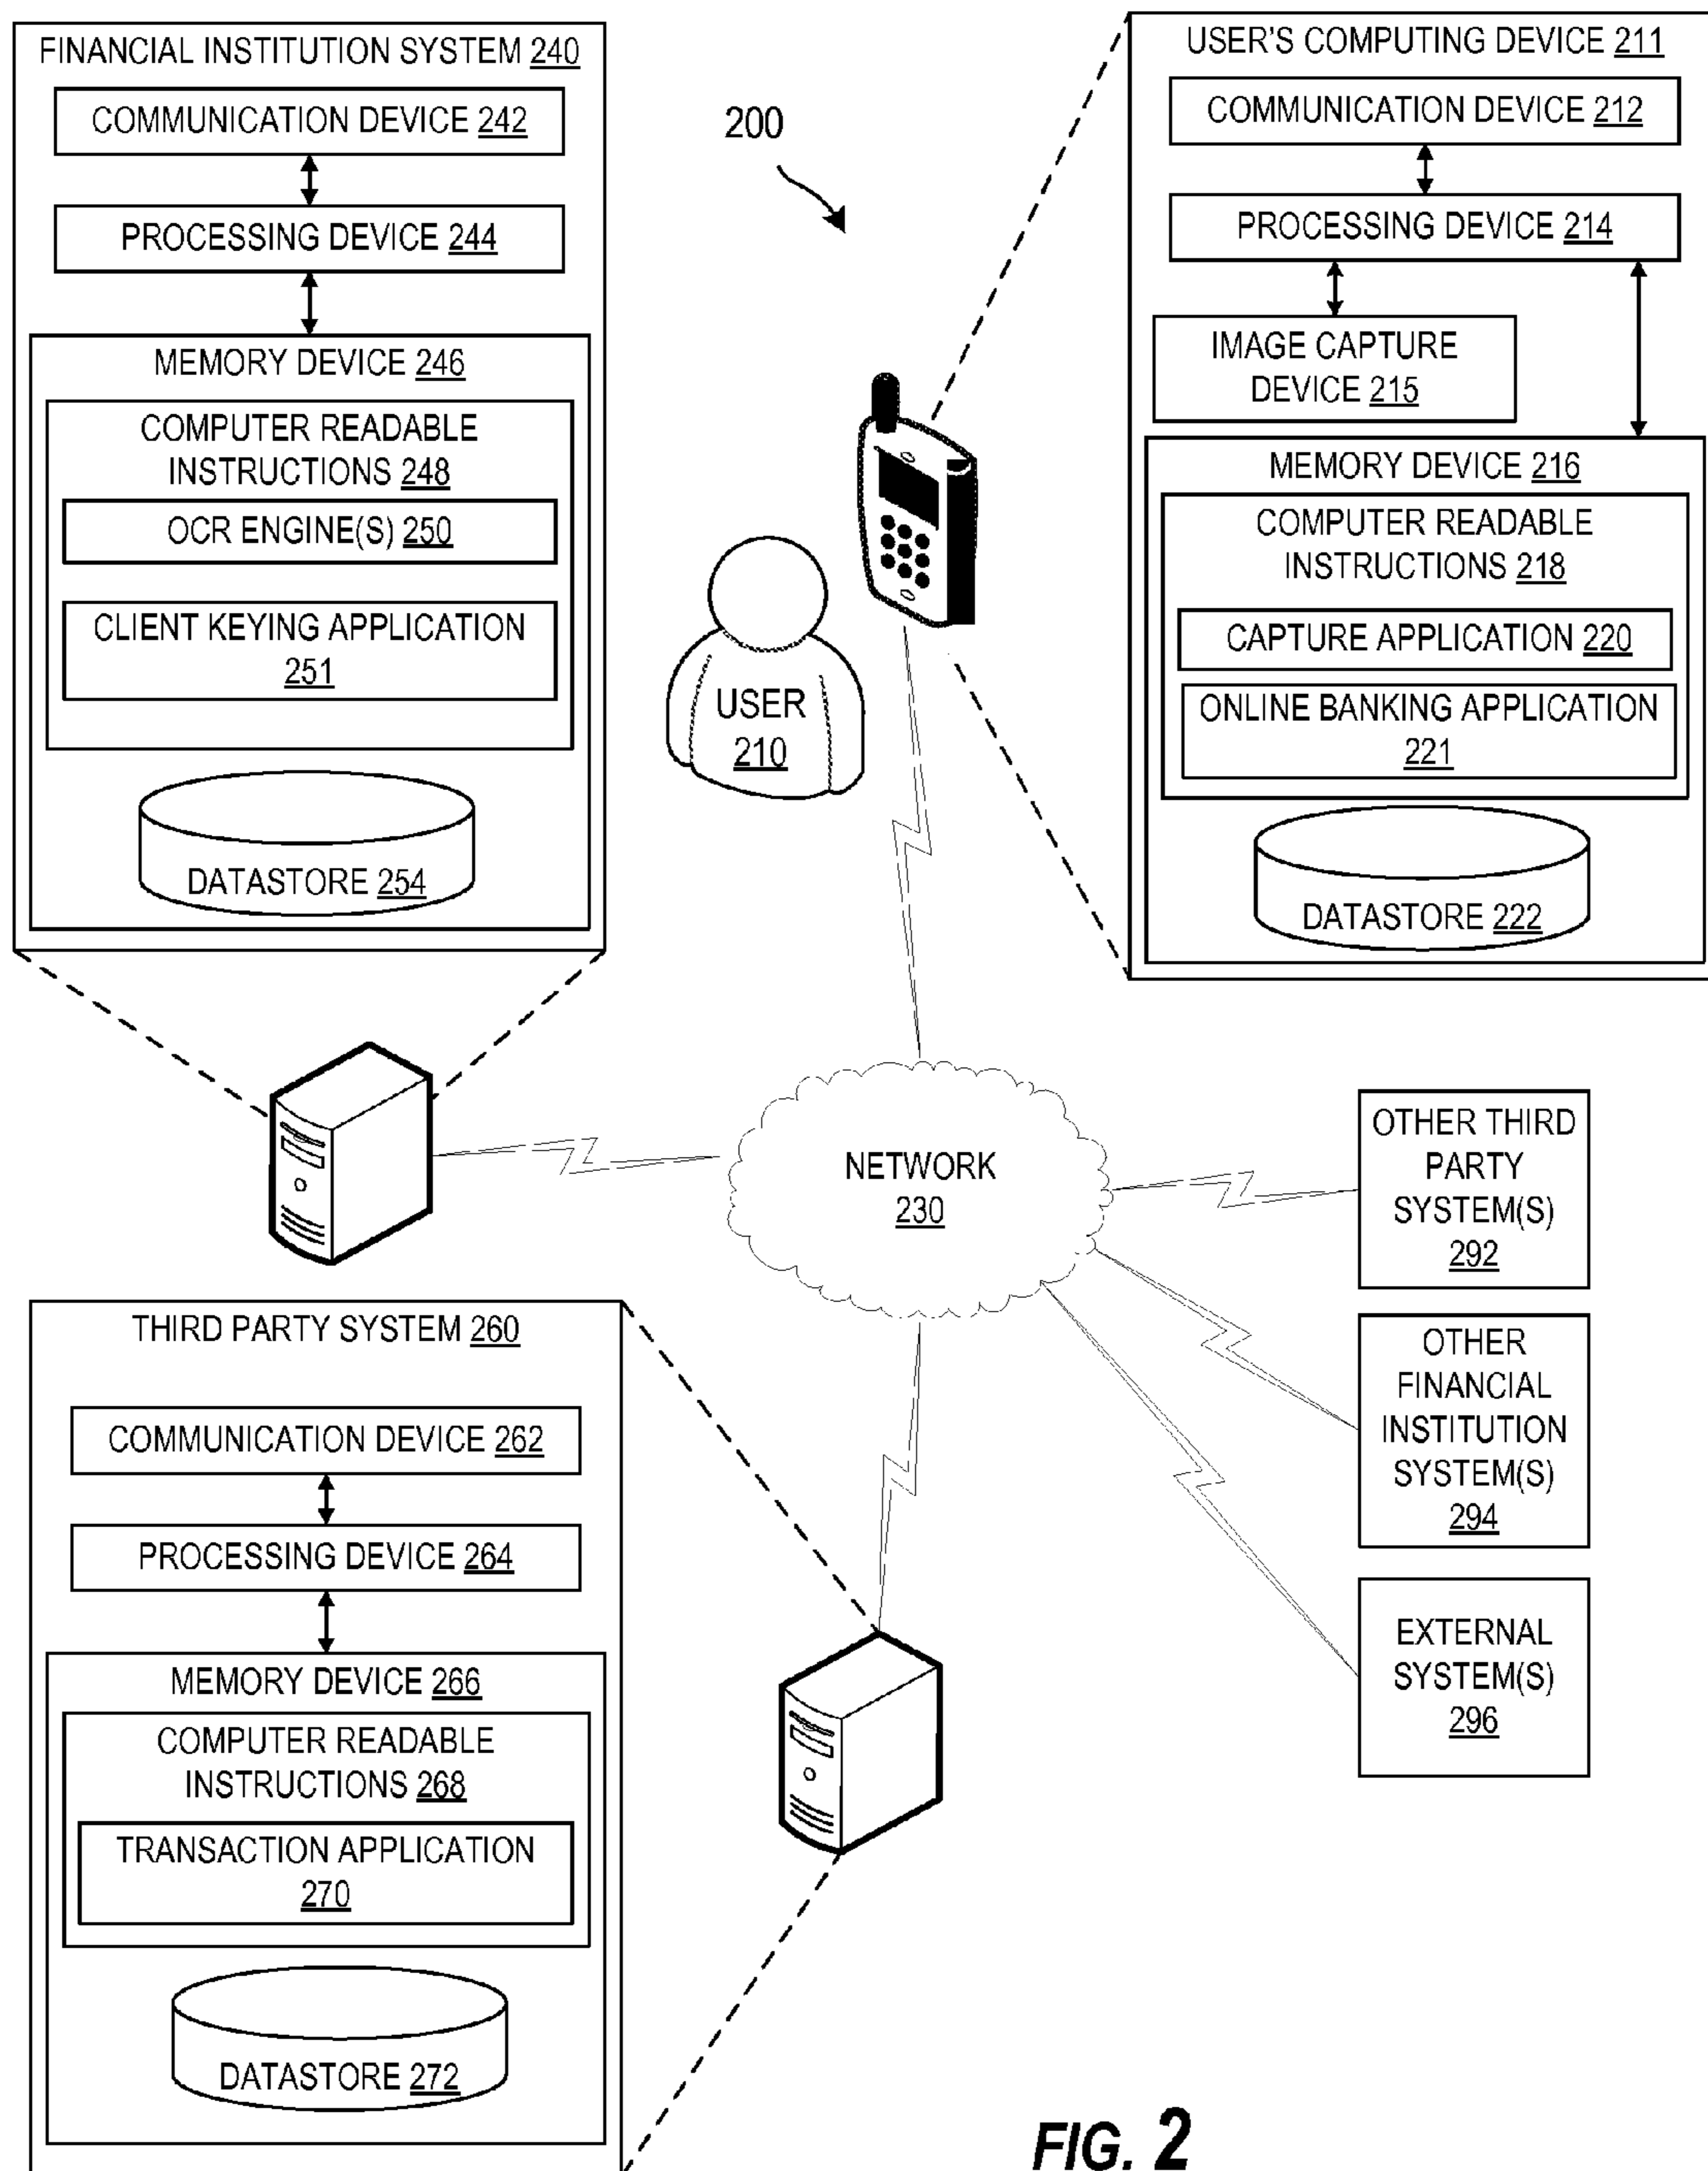 FINANCIAL INSTITUTION SYSTEM 240
COMMUNICATION DEVICE 242
PROCESSING DEVICE 244
MEMORY DEVICE 246
COMPUTER READABLE
INSTRUCTIONS 248
OCR ENGINE(S) 250
CLIENT KEYING APPLICATION
251
DATASTORE 254
200
USER
210
USER'S COMPUTING DEVICE 211
COMMUNICATION DEVICE 212
PROCESSING DEVICE 214
IMAGE CAPTURE
DEVICE 215
MEMORY DEVICE 216
COMPUTER READABLE
INSTRUCTIONS 218
CAPTURE APPLICATION 220
ONLINE BANKING APPLICATION
221
DATASTORE 222
NETWORK
230
OTHER THIRD
PARTY
SYSTEM(S)
292
OTHER
FINANCIAL
INSTITUTION
SYSTEM(S)
294
EXTERNAL
SYSTEM(S)
296
THIRD PARTY SYSTEM 260
COMMUNICATION DEVICE 262
PROCESSING DEVICE 264
MEMORY DEVICE 266
COMPUTER READABLE
INSTRUCTIONS 268
TRANSACTION APPLICATION
270
DATASTORE 272
FIG. 2